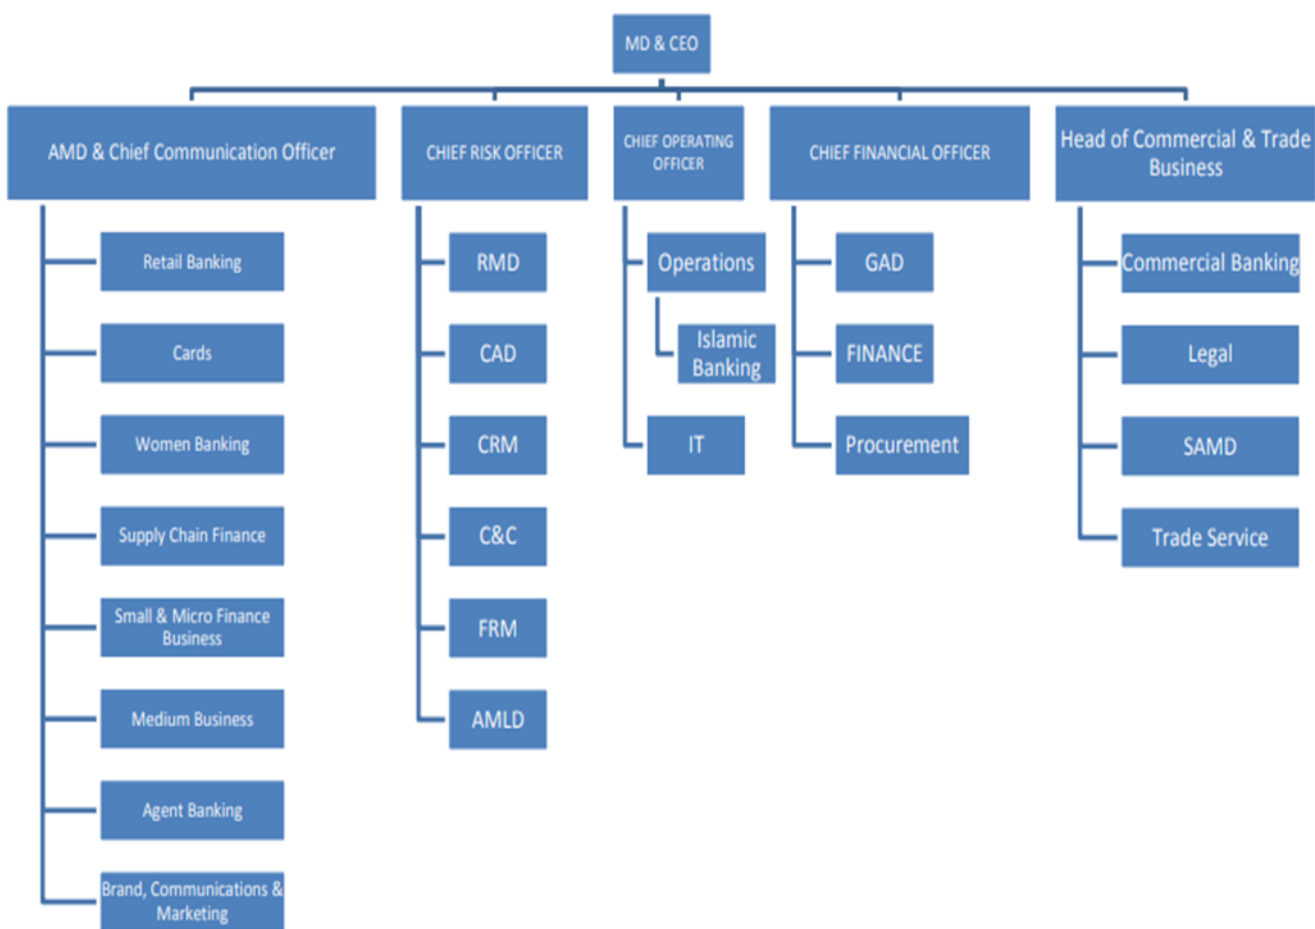 MD & CEO
AMD & Chief Communication Officer
CHIEF RISK OFFICER
CHIEF OPERATING
OFFICER
CHIEF FINANCIAL OFFICER
Head of Commercial & Trade
Business
Retail Banking
Cards
Women Banking
Supply Chain Finance
Small & Micro Finance
Business
Medium Business
Agent Banking
Brand, Communications &
Marketing
RMD
CAD
CRM
C&C
FRM
AMLD
Operations
Islamic
Banking
IT
GAD
FINANCE
Procurement
Commercial Banking
Legal
SAMD
Trade Service